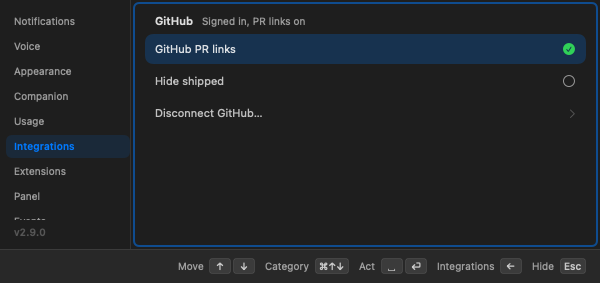 Notifications
Voice
Appearance
Companion
Usage
Integrations
Extensions
Panel
v2.9.0
GitHub Signed in, PR links on
GitHub PR links
Hide shipped
Disconnect GitHub...
Move ↑ ↓ Category ⌘↑↓ Act ⎵ ↵ Integrations ← Hide Esc